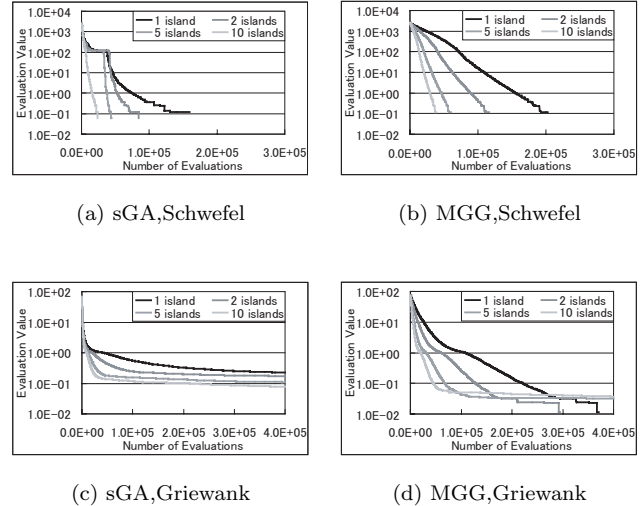 1 island 2 islands
5 islands 10 islands
Evaluation Value
1.0E+04
1.0E+03
1.0E+02
1.0E+01
1.0E+00
1.0E-01
1.0E-02
0.0E+00 1.0E+05 2.0E+05 3.0E+05
Number of Evaluations
(a) sGA,Schwefel
1 island 2 islands
5 islands 10 islands
Evaluation Value
1.0E+04
1.0E+03
1.0E+02
1.0E+01
1.0E+00
1.0E-01
1.0E-02
0.0E+00 1.0E+05 2.0E+05 3.0E+05
Number of Evaluations
(b) MGG,Schwefel
1 island 2 islands
5 islands 10 islands
Evaluation Value
1.0E+02
1.0E+01
1.0E+00
1.0E-01
1.0E-02
0.0E+00 1.0E+05 2.0E+05 3.0E+05 4.0E+05
Number of Evaluations
(c) sGA,Griewank
1 island 2 islands
5 islands 10 islands
Evaluation Value
1.0E+02
1.0E+01
1.0E+00
1.0E-01
1.0E-02
0.0E+00 1.0E+05 2.0E+05 3.0E+05 4.0E+05
Number of Evaluations
(d) MGG,Griewank